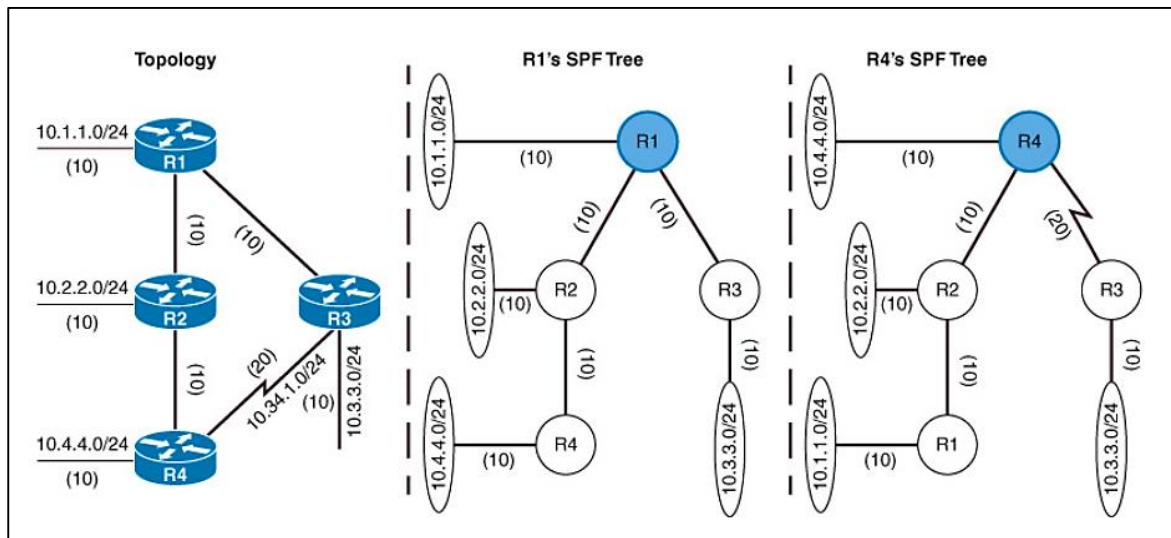 Topology
10.1.1.0/24
(10)
R1
(10)
(10)
10.2.2.0/24
(10)
R2
R3
(10)
(20)
10.34.1.0/24
(10)
10.3.3.0/24
10.4.4.0/24
(10)
R4
R1's SPF Tree
10.1.1.0/24
(10)
R1
(10)
(10)
10.2.2.0/24
(10)
R2
R3
(10)
(10)
10.4.4.0/24
(10)
R4
10.3.3.0/24
R4's SPF Tree
10.4.4.0/24
(10)
R4
(10)
(20)
10.2.2.0/24
(10)
R2
R3
(10)
(10)
10.1.1.0/24
(10)
R1
10.3.3.0/24